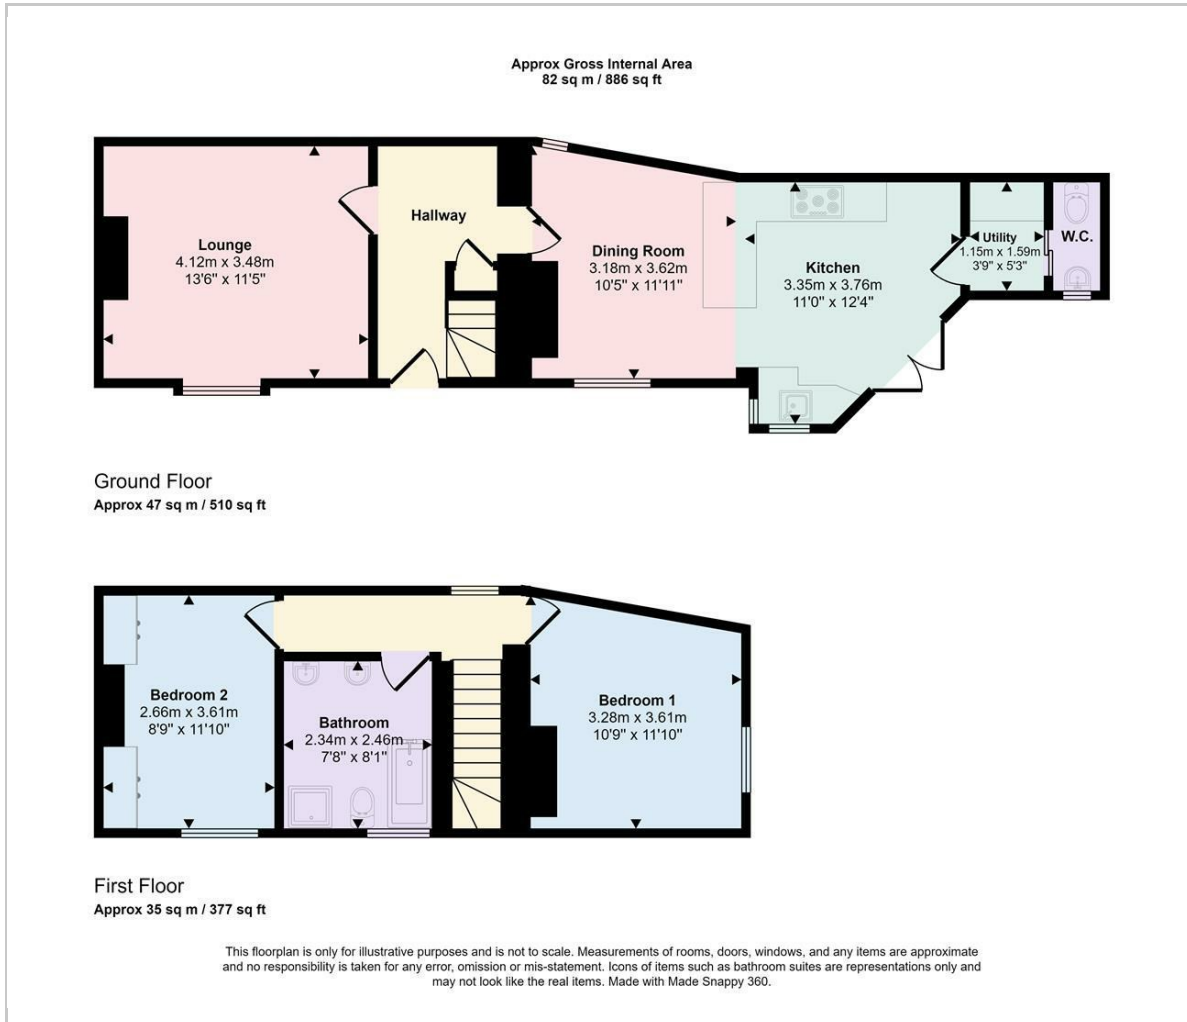 Approx Gross Internal Area
82 sq m / 886 sq ft
Lounge
4.12m x 3.48m
13'6" x 11'5"
Hallway
Dining Room
3.18m x 3.62m
10'5" x 11'11"
Kitchen
3.35m x 3.76m
11'0" x 12'4"
Utility
1.15m x 1.59m
3'9" x 5'3"
W.C.
Ground Floor
Approx 47 sq m / 510 sq ft
Bedroom 2
2.66m x 3.61m
8'9" x 11'10"
Bathroom
2.34m x 2.46m
7'8" x 8'1"
Bedroom 1
3.28m x 3.61m
10'9" x 11'10"
First Floor
Approx 35 sq m / 377 sq ft
This floorplan is only for illustrative purposes and is not to scale. Measurements of rooms, doors, windows, and any items are approximate
and no responsibility is taken for any error, omission or mis-statement. Icons of items such as bathroom suites are representations only and
may not look like the real items. Made with Made Snappy 360.